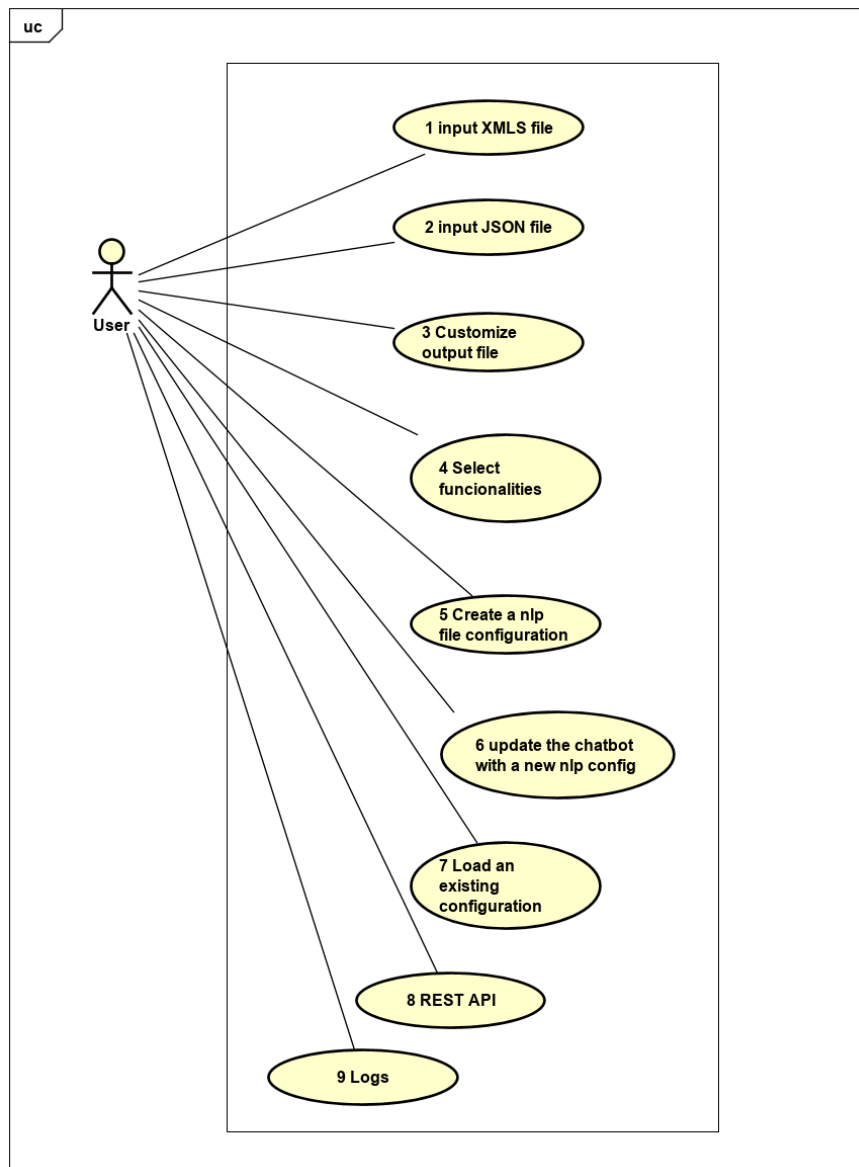 uc
1 input XMLS file
2 input JSON file
User
3 Customize
output file
4 Select
funcionalities
5 Create a nlp
file configuration
6 update the chatbot
with a new nlp config
7 Load an
existing
configuration
8 REST API
9 Logs